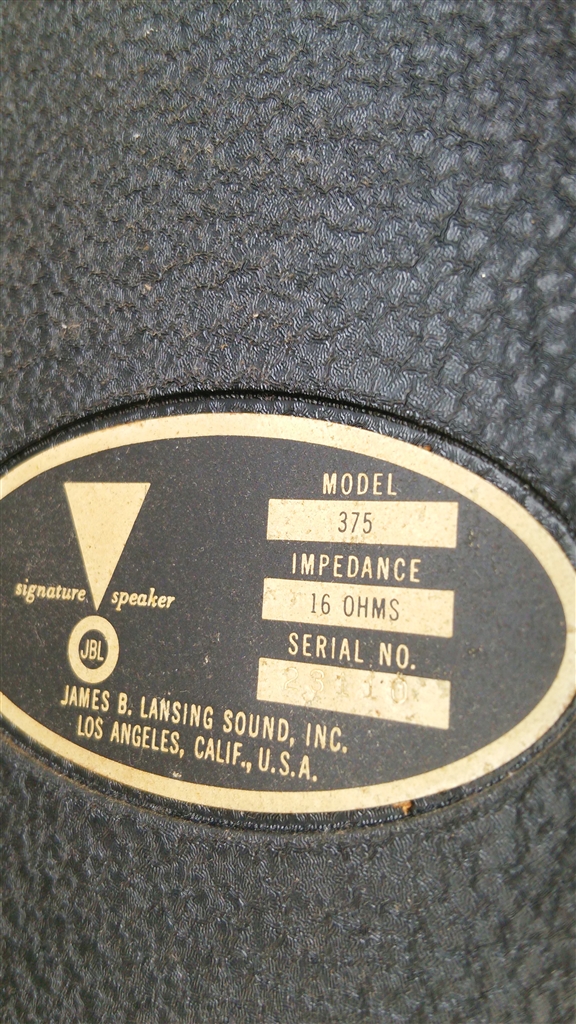 MODEL
375
IMPEDANCE
16 OHMS
SERIAL NO.
signature speaker
JBL
JAMES B. LANSING SOUND, INC.
LOS ANGELES, CALIF., U.S.A.